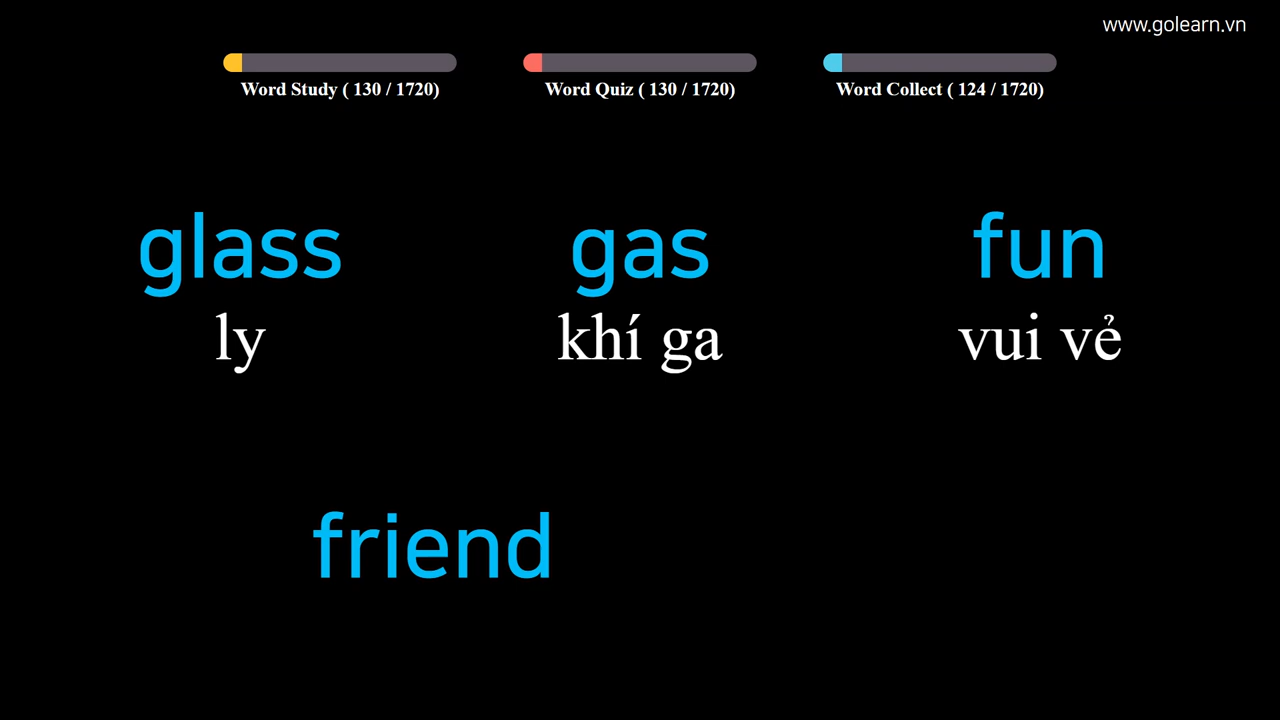 www.golearn.vn
Word Study ( 130 / 1720)
Word Quiz ( 130 / 1720)
Word Collect ( 124 / 1720)
glass
gas
fun
ly
khí ga
vui vẻ
friend